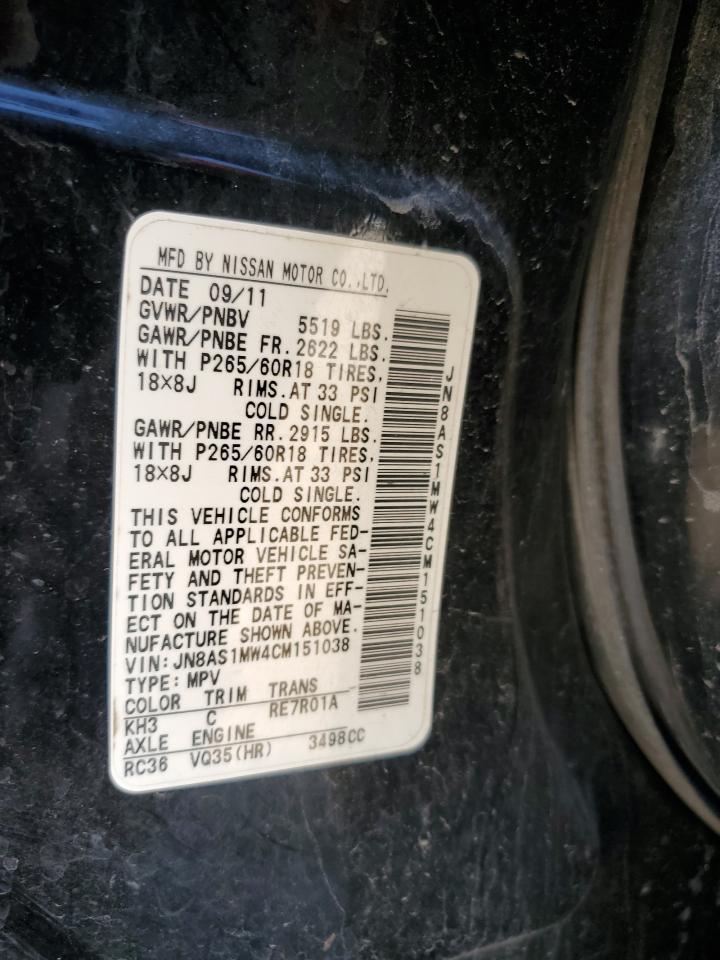 MFD BY NISSAN MOTOR CO.,LTD.
DATE 09/11
GVWR/PNBV 5519 LBS.
GAWR/PNBE FR. 2622 LBS.
WITH P265/60R18 TIRES.
18×8J RIMS.AT 33 PSI
COLD SINGLE.
GAWR/PNBE RR. 2915 LBS.
WITH P265/60R18 TIRES.
18×8J RIMS.AT 33 PSI
COLD SINGLE.
THIS VEHICLE CONFORMS
TO ALL APPLICABLE FED-
ERAL MOTOR VEHICLE SA-
FETY AND THEFT PREVEN-
TION STANDARDS IN EFF-
ECT ON THE DATE OF MA-
NUFACTURE SHOWN ABOVE.
VIN:JN8AS1MW4CM151038
TYPE:MPV
COLOR TRIM TRANS
KH3 C RE7R01A
AXLE ENGINE
RC36 VQ35(HR) 3498CC
JN8AS1MW4CM151038